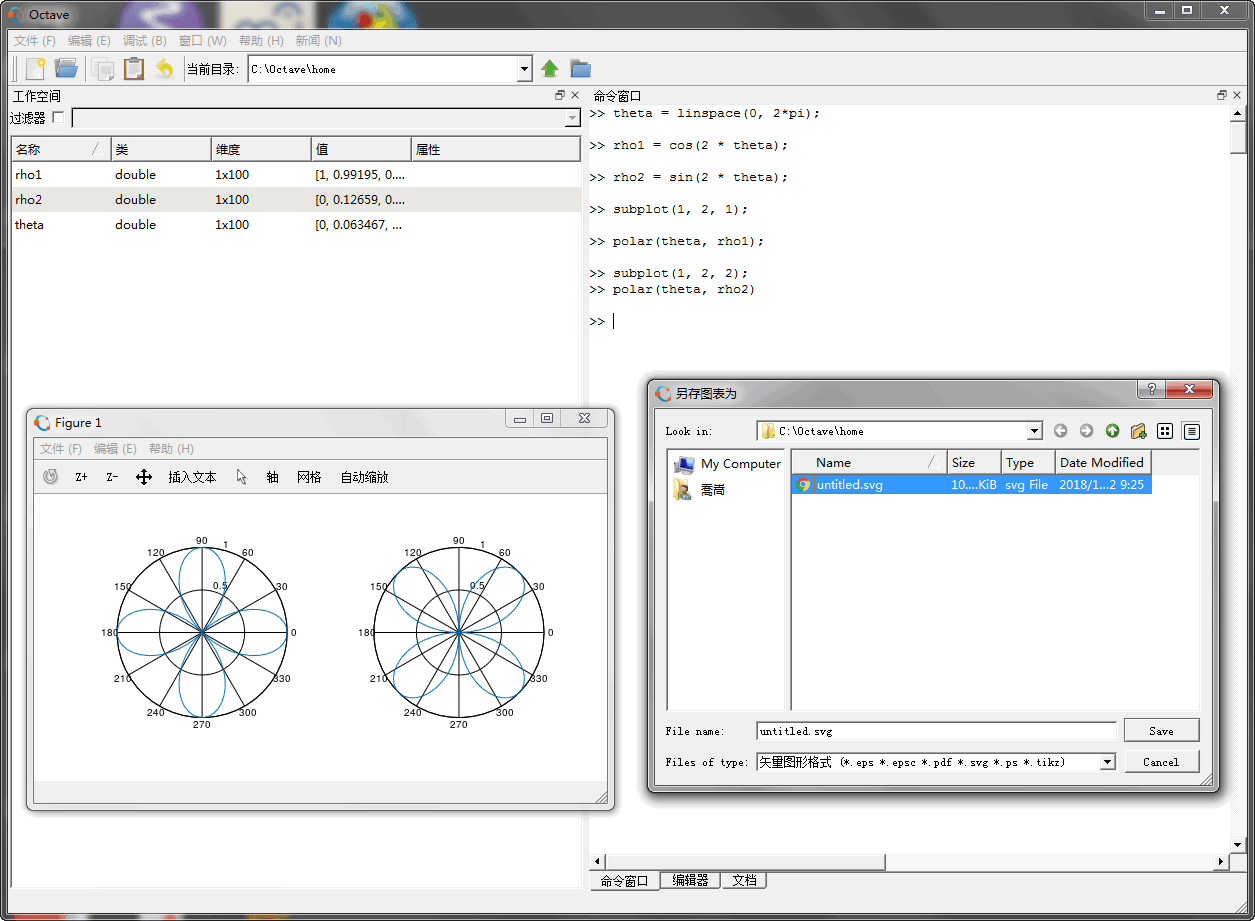 Octave
文件 (F) 编辑 (E) 调试 (B) 窗口 (W) 帮助 (H) 新闻 (N)
当前目录: C:\Octave\home
工作空间
过滤器
名称 类 维度 值 属性
rho1 double 1x100 [1, 0.99195, 0....
rho2 double 1x100 [0, 0.12659, 0....
theta double 1x100 [0, 0.063467, ...
命令窗口
>> theta = linspace(0, 2*pi);
>> rho1 = cos(2 * theta);
>> rho2 = sin(2 * theta);
>> subplot(1, 2, 1);
>> polar(theta, rho1);
>> subplot(1, 2, 2);
>> polar(theta, rho2)
>>
Figure 1
文件 (F) 编辑 (E) 帮助 (H)
Z+ Z- 插入文本 轴 网格 自动缩放
90 1
120 60
150 0.5 30
180 0
210 330
240 300
270
90 1
120 60
150 0.5 30
180 0
210 330
240 300
270
另存图表为
Look in: C:\Octave\home
My Computer
喬嵩
Name Size Type Date Modified
untitled.svg 10....KiB svg File 2018/1...2 9:25
File name: untitled.svg Save
Files of type: 矢量图形格式 (*.eps *.epsc *.pdf *.svg *.ps *.tikz) Cancel
命令窗口 编辑器 文档